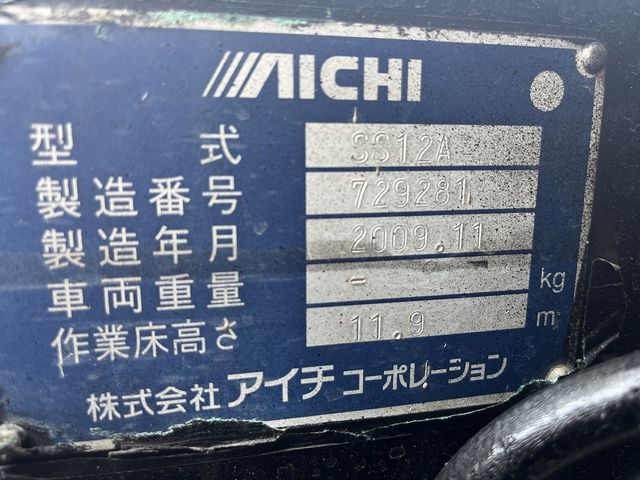 AICHI
型式 SS12A
製造番号 729281
製造年月 2009.11
車両重量 - kg
作業床高さ 11.9 m
株式会社 アイチ コーポレーション